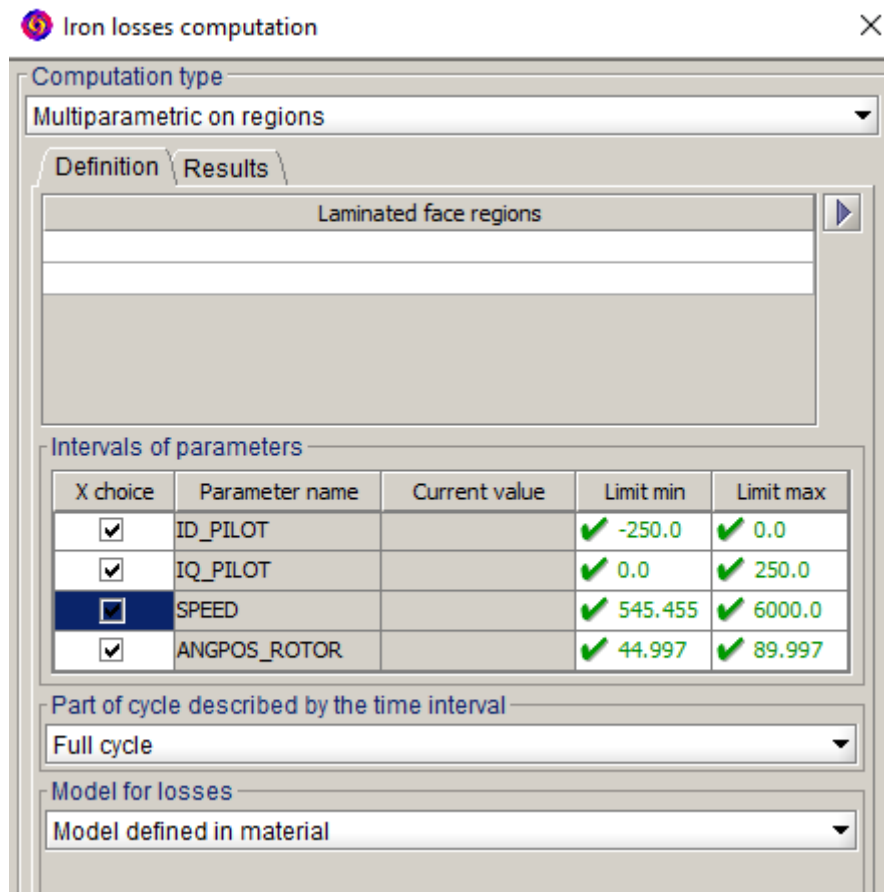 Iron losses computation
Computation type
Multiparametric on regions
Definition Results
Laminated face regions
Intervals of parameters
X choice Parameter name Current value Limit min Limit max
ID_PILOT -250.0 0.0
IQ_PILOT 0.0 250.0
SPEED 545.455 6000.0
ANGPOS_ROTOR 44.997 89.997
Part of cycle described by the time interval
Full cycle
Model for losses
Model defined in material